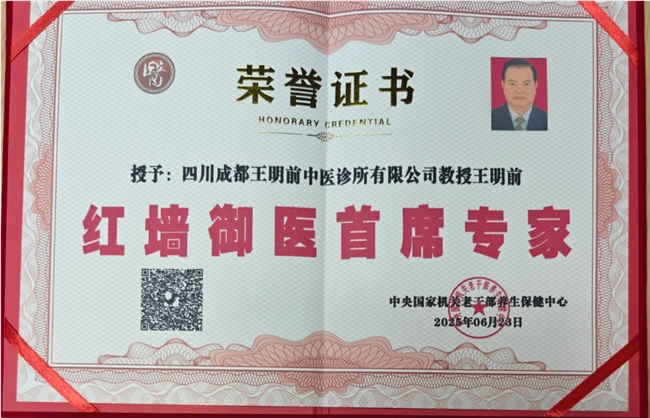 醫
荣誉证书
HONORARY CREDENTIAL
授予：四川成都王明前中医诊所有限公司教授王明前
红墙御医首席专家
中央国家机关老干部养生保健中心
2025年06月23日